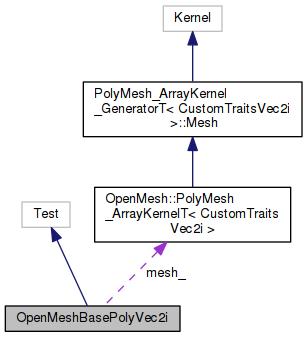 Kernel
PolyMesh_ArrayKernel
_GeneratorT< CustomTraitsVec2i
>::Mesh
OpenMesh::PolyMesh
_ArrayKernelT< CustomTraits
Vec2i >
Test
mesh_
OpenMeshBasePolyVec2i